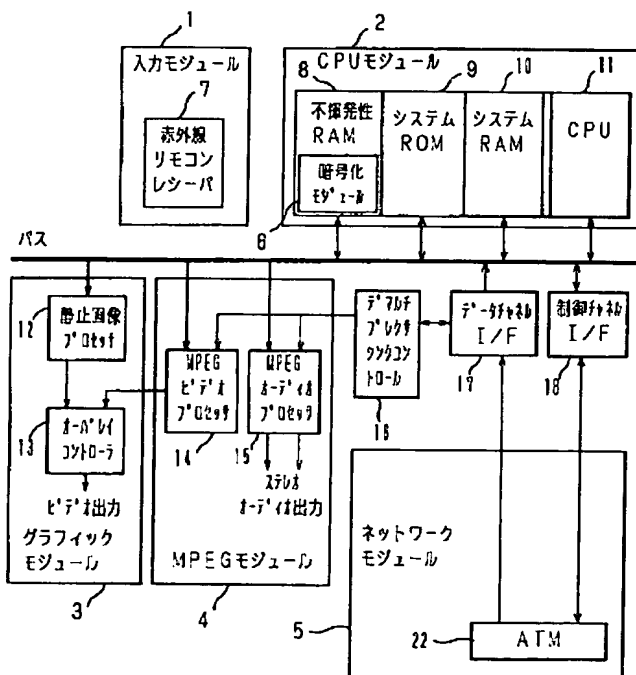 1
入力モジュール
7
赤外線
リモコン
レシーバ
2
CPUモジュール
8
不揮発性
RAM
暗号化
モジュール
6
9
システム
ROM
10
システム
RAM
11
CPU
バス
12
静止画像
プロセッサ
13
オーバレイ
コントローラ
ビデオ出力
グラフィック
モジュール
3
MPEG
ビデオ
プロセッサ
14
MPEG
オーディオ
プロセッサ
15
ステレオ
オーディオ出力
MPEGモジュール
4
デマルチ
プレクサ
シングコン
トロール
16
データチャネル
I/F
17
制御チャネル
I/F
18
ネットワーク
モジュール
5
22
ATM